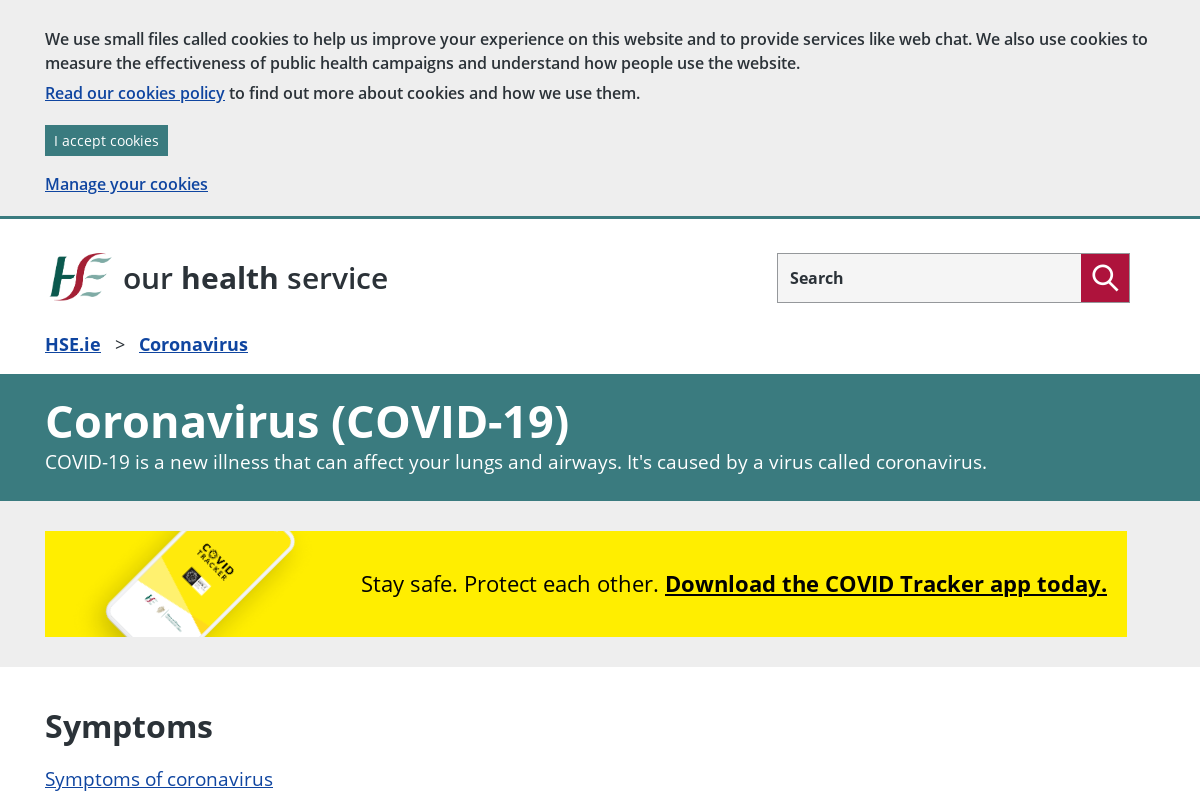 We use small files called cookies to help us improve your experience on this website and to provide services like web chat. We also use cookies to
measure the effectiveness of public health campaigns and understand how people use the website.
Read our cookies policy to find out more about cookies and how we use them.
I accept cookies
Manage your cookies
HSE our health service
Search
HSE.ie > Coronavirus
Coronavirus (COVID-19)
COVID-19 is a new illness that can affect your lungs and airways. It's caused by a virus called coronavirus.
COVID
TRACKER
Stay safe. Protect each other. Download the COVID Tracker app today.
Symptoms
Symptoms of coronavirus